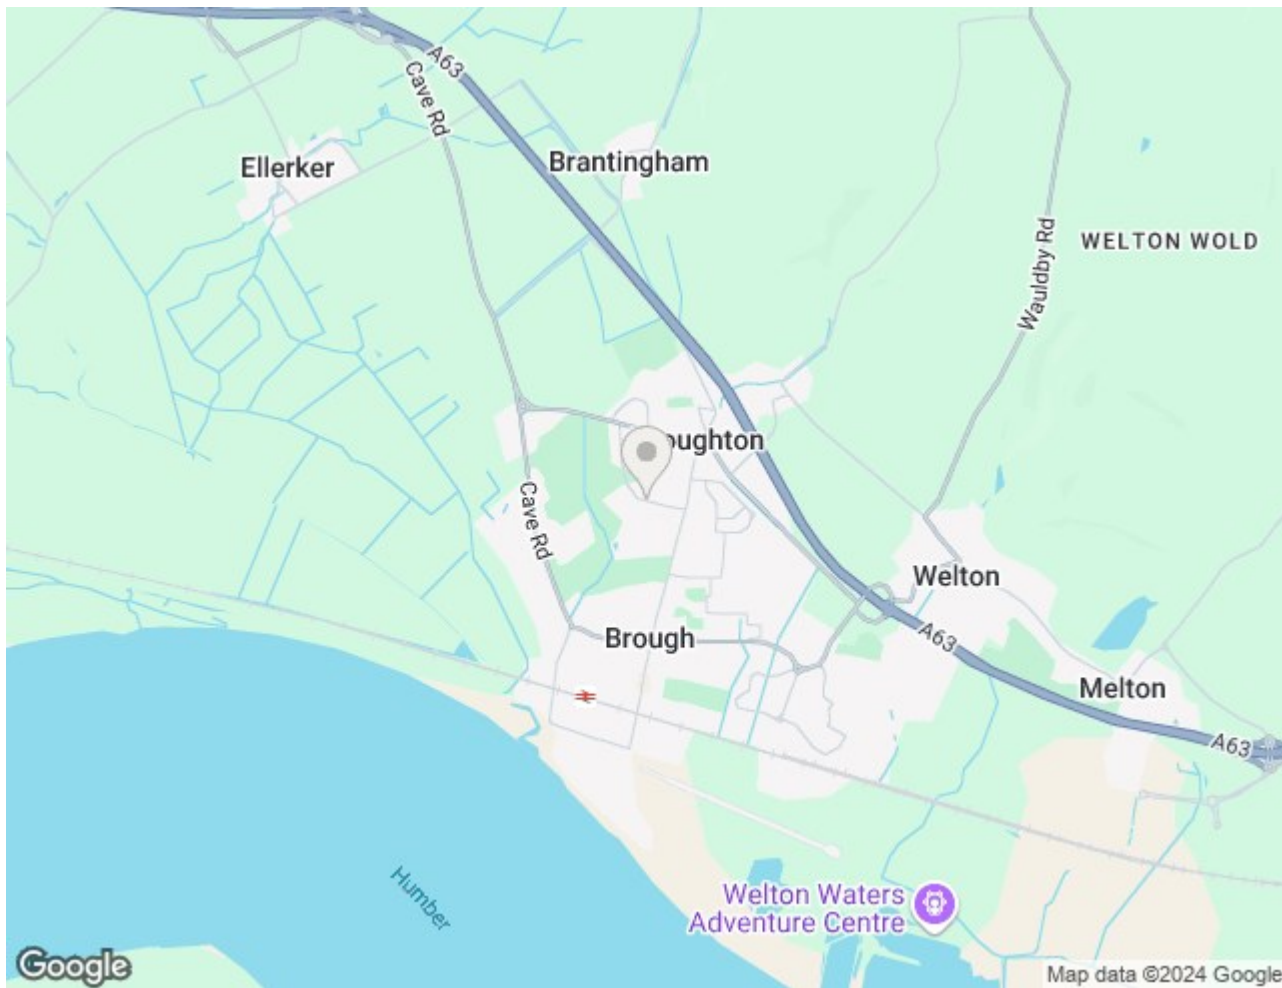 A63
Cave Rd
Ellerker
Brantingham
WELTON WOLD
Wauldby Rd
oughton
Cave Rd
Welton
A63
Brough
Melton
A63
Humber
Welton Waters
Adventure Centre
Google
Map data ©2024 Google